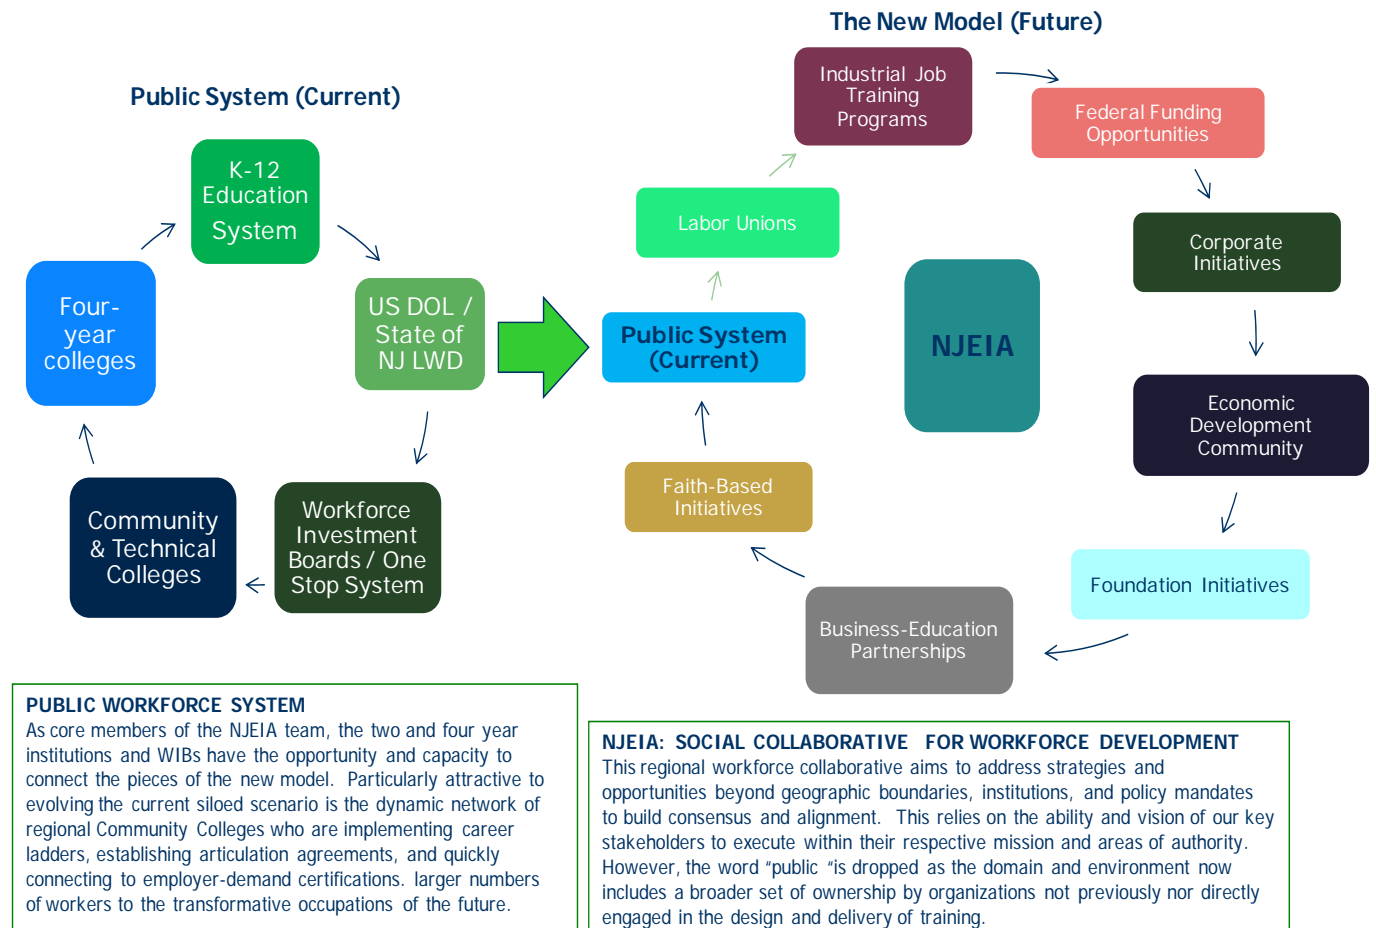 The New Model (Future)
Public System (Current)
K-12
Education
System
US DOL /
State of
NJ LWD
Workforce
Investment
Boards / One
Stop System
Community
& Technical
Colleges
Four-
year
colleges
Industrial Job
Training
Programs
Federal Funding
Opportunities
Corporate
Initiatives
Economic
Development
Community
Foundation Initiatives
Business-Education
Partnerships
Faith-Based
Initiatives
Public System
(Current)
Labor Unions
NJEIA
PUBLIC WORKFORCE SYSTEM
As core members of the NJEIA team, the two and four year
institutions and WIBs have the opportunity and capacity to
connect the pieces of the new model. Particularly attractive to
evolving the current siloed scenario is the dynamic network of
regional Community Colleges who are implementing career
ladders, establishing articulation agreements, and quickly
connecting to employer-demand certifications. larger numbers
of workers to the transformative occupations of the future.
NJEIA: SOCIAL COLLABORATIVE FOR WORKFORCE DEVELOPMENT
This regional workforce collaborative aims to address strategies and
opportunities beyond geographic boundaries, institutions, and policy mandates
to build consensus and alignment. This relies on the ability and vision of our key
stakeholders to execute within their respective mission and areas of authority.
However, the word “public “is dropped as the domain and environment now
includes a broader set of ownership by organizations not previously nor directly
engaged in the design and delivery of training.